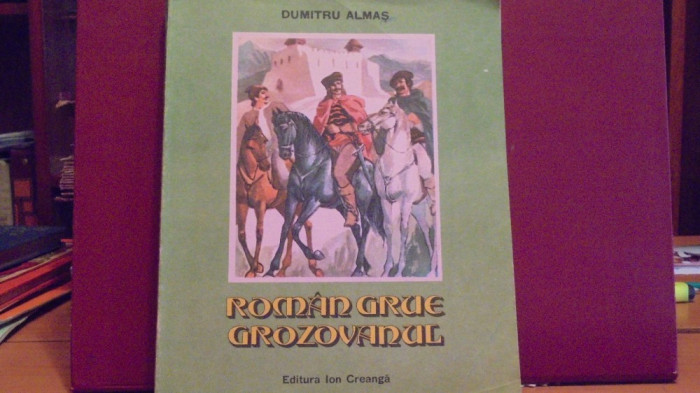 DUMITRU ALMAȘ
ROMÂN GRUE
GROZOVANUL
Editura Ion Creangă